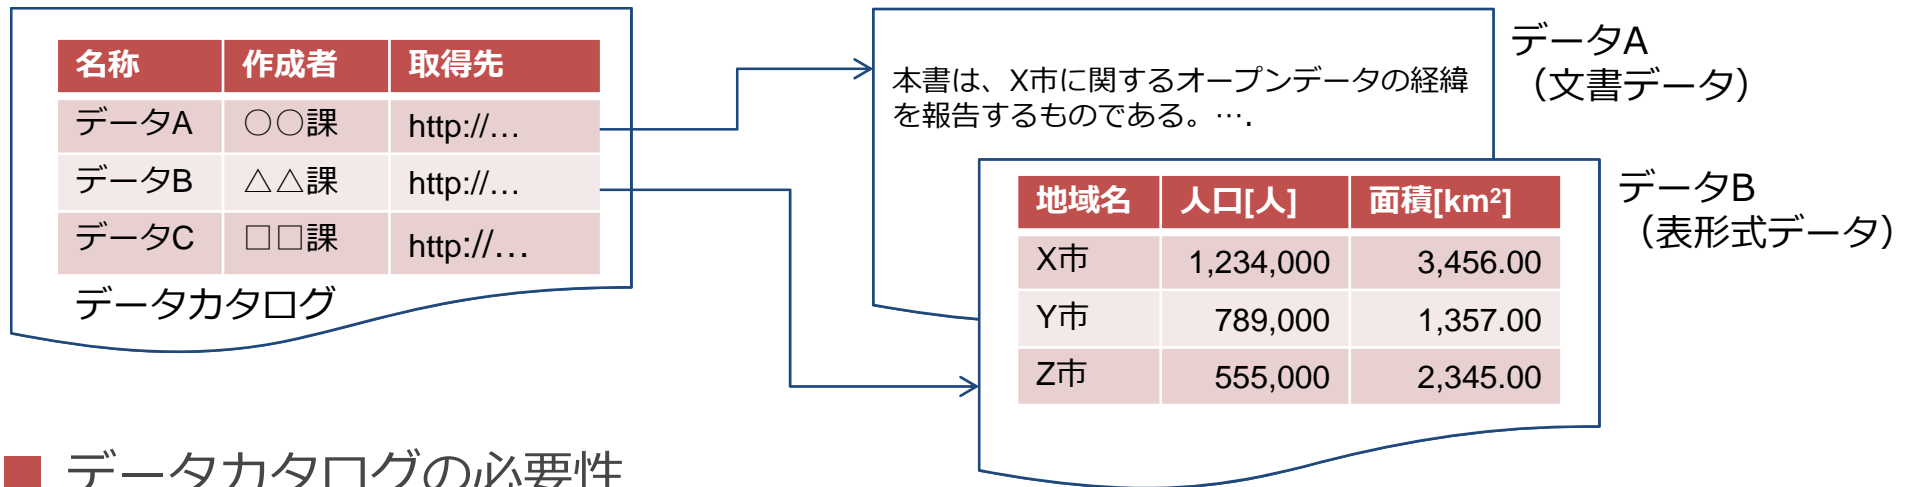 名称 作成者 取得先
データA ○○課 http://…
データB △△課 http://…
データC □□課 http://…
データカタログ
本書は、X市に関するオープンデータの経緯
を報告するものである。….
データA
（文書データ）
地域名 人口[人] 面積[km²]
X市 1,234,000 3,456.00
Y市 789,000 1,357.00
Z市 555,000 2,345.00
データB
（表形式データ）
データカタログの必要性